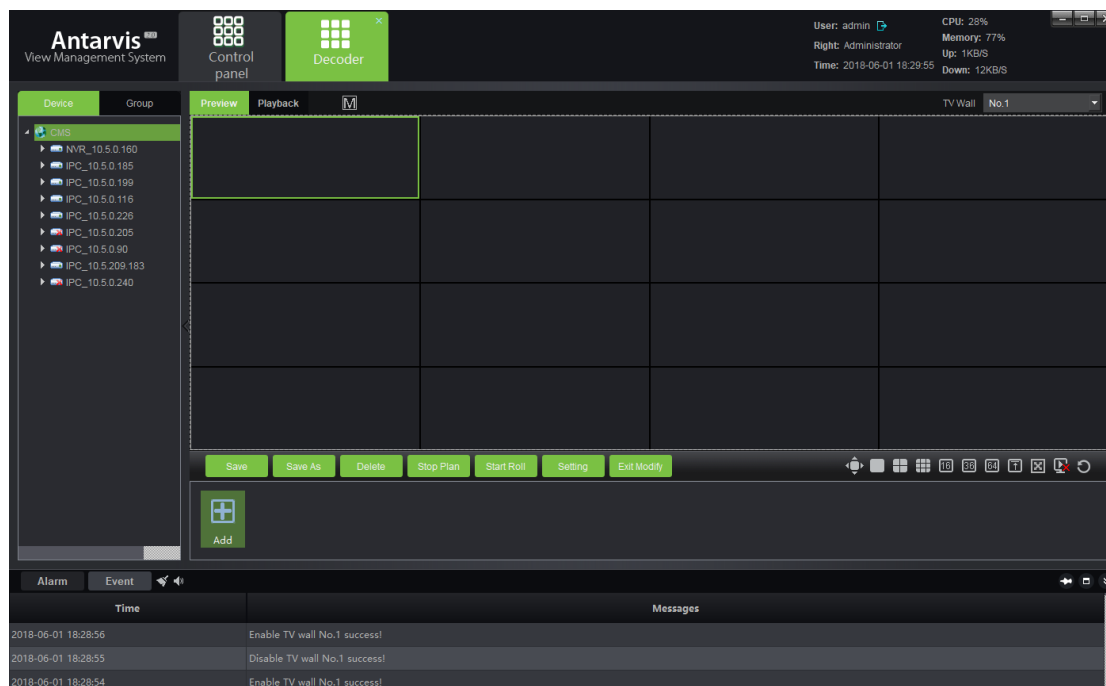 Antarvis 2.0
View Management System
Control
panel
Decoder
User: admin
Right: Administrator
Time: 2018-06-01 18:29:55
CPU: 28%
Memory: 77%
Up: 1KB/S
Down: 12KB/S
Device Group
Preview Playback M
TV Wall No.1
CMS
NVR_10.5.0.160
IPC_10.5.0.185
IPC_10.5.0.199
IPC_10.5.0.116
IPC_10.5.0.226
IPC_10.5.0.205
IPC_10.5.0.90
IPC_10.5.209.183
IPC_10.5.0.240
Save Save As Delete Stop Plan Start Roll Setting Exit Modify 16 36 64
Add
Alarm Event
Time Messages
2018-06-01 18:28:56 Enable TV wall No.1 success!
2018-06-01 18:28:55 Disable TV wall No.1 success!
2018-06-01 18:28:54 Enable TV wall No.1 success!